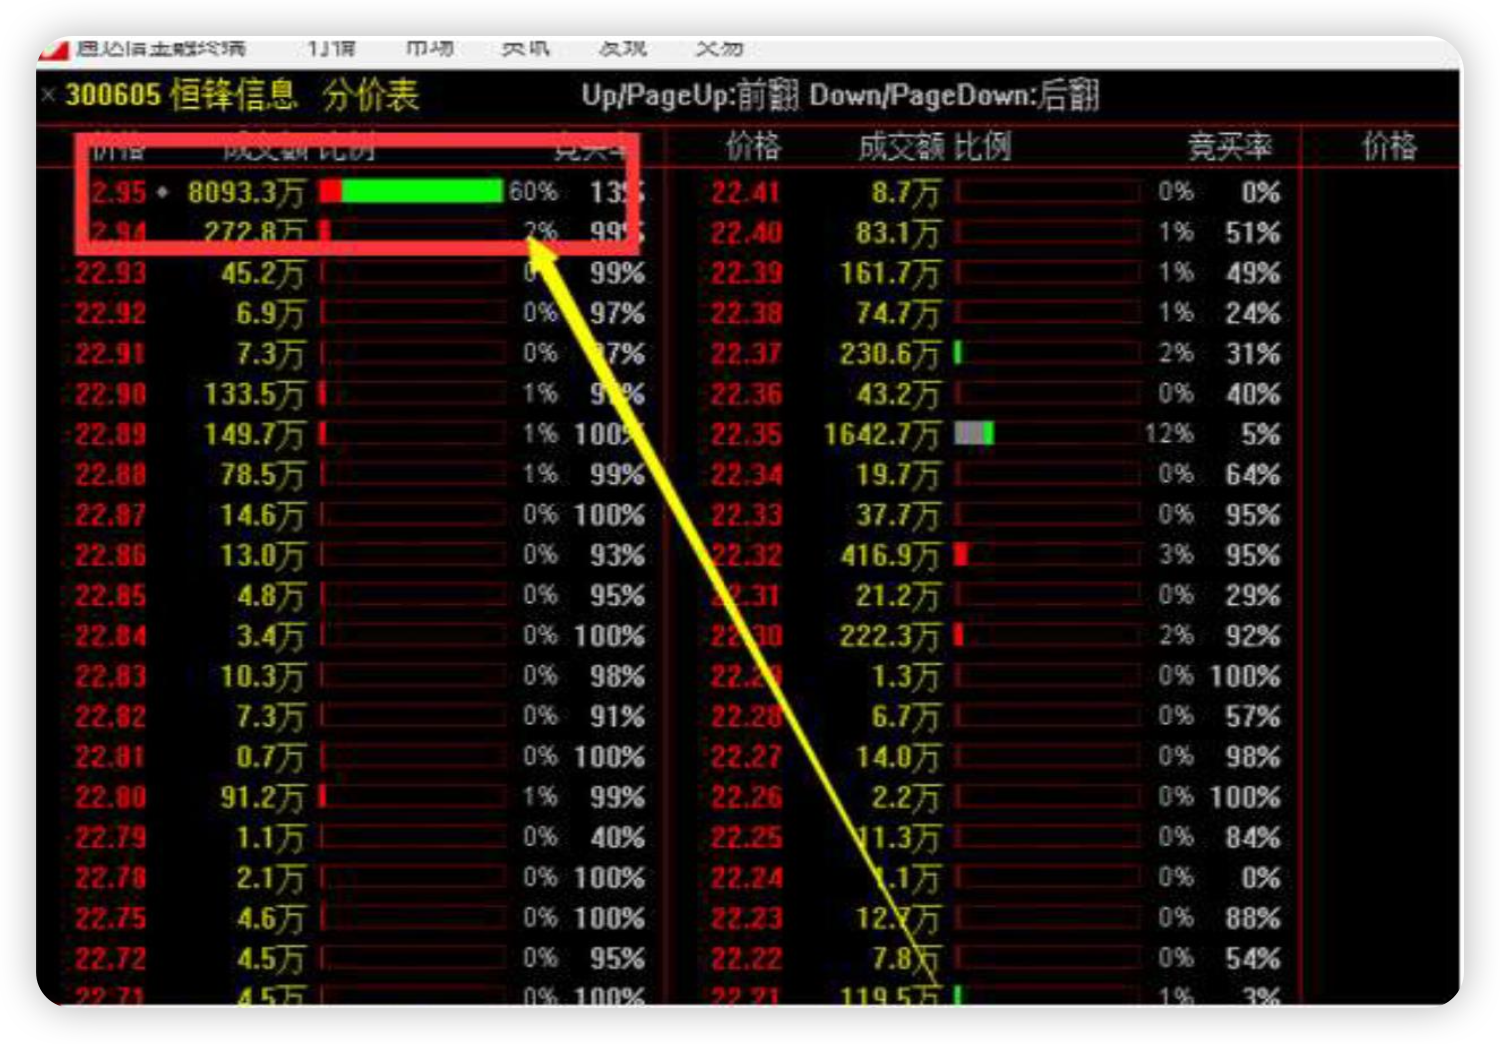 通达信金融终端 行情 市场 资讯 发现 交易
× 300605 恒锋信息 分价表 Up/PageUp:前翻 Down/PageDown:后翻
价格 成交额 比例 竞买率 价格 成交额 比例 竞买率 价格
2.95 8093.3万 60% 13% 22.41 8.7万 0% 0%
2.94 272.8万 2% 99% 22.40 83.1万 1% 51%
22.93 45.2万 0% 99% 22.39 161.7万 1% 49%
22.92 6.9万 0% 97% 22.38 74.7万 1% 24%
22.91 7.3万 0% 22.37 230.6万 2% 31%
22.90 133.5万 1% 22.36 43.2万 0% 40%
22.89 149.7万 1% 100% 22.35 1642.7万 12% 5%
22.88 78.5万 1% 99% 22.34 19.7万 0% 64%
22.87 14.6万 0% 100% 22.33 37.7万 0% 95%
22.86 13.0万 0% 93% 22.32 416.9万 3% 95%
22.85 4.8万 0% 95% 22.31 21.2万 0% 29%
22.84 3.4万 0% 100% 22.30 222.3万 2% 92%
22.83 10.3万 0% 98% 22.29 1.3万 0% 100%
22.82 7.3万 0% 91% 22.28 6.7万 0% 57%
22.81 0.7万 0% 100% 22.27 14.0万 0% 98%
22.80 91.2万 1% 99% 22.26 2.2万 0% 100%
22.79 1.1万 0% 40% 22.25 11.3万 0% 84%
22.78 2.1万 0% 100% 22.24 0% 0%
22.75 4.6万 0% 100% 22.23 12.7万 0% 88%
22.72 4.5万 0% 95% 22.22 7.8万 0% 54%
22.71 4.5万 0% 100% 22.21 119.5万 1% 3%